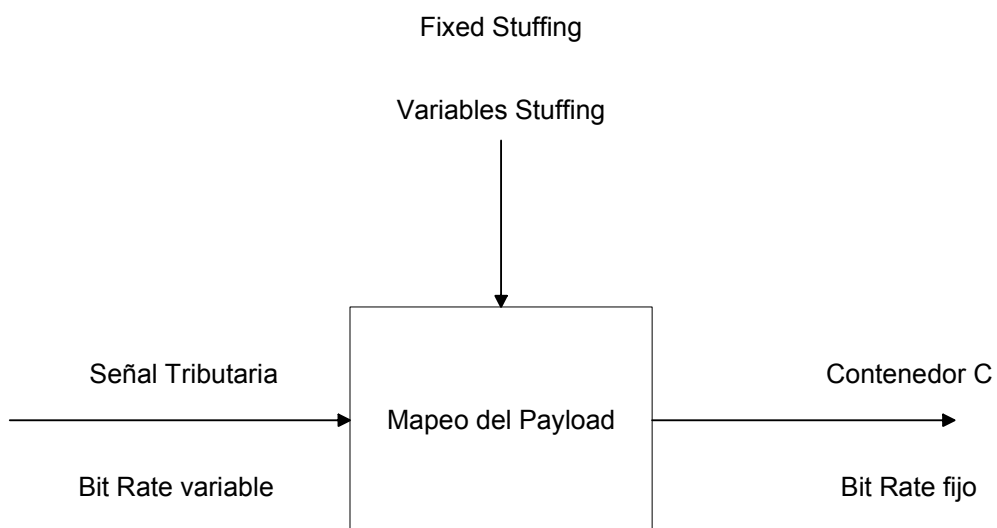 Fixed Stuffing
Variables Stuffing
Señal Tributaria
Contenedor C
Mapeo del Payload
Bit Rate variable
Bit Rate fijo